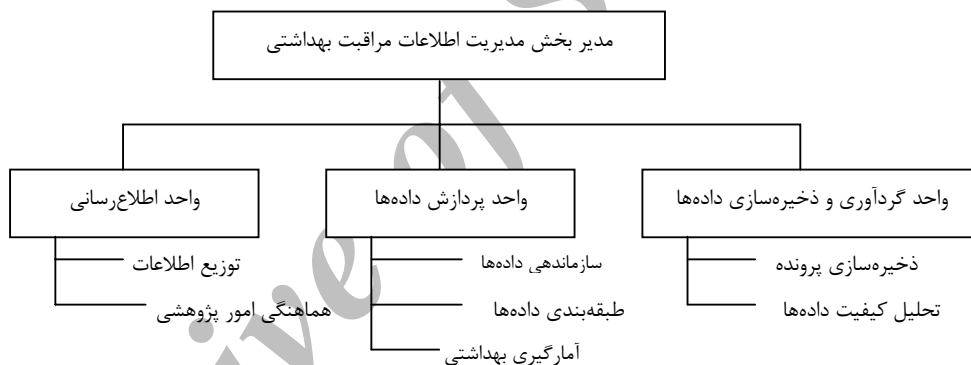 مدیر بخش مدیریت اطلاعات مراقبت بهداشتی
واحد گردآوری و ذخیره‌سازی داده‌ها
ذخیره‌سازی پرونده
تحلیل کیفیت داده‌ها
واحد پردازش داده‌ها
سازماندهی داده‌ها
طبقه‌بندی داده‌ها
آمارگیری بهداشتی
واحد اطلاع‌رسانی
توزیع اطلاعات
هماهنگی امور پژوهشی
ive of S